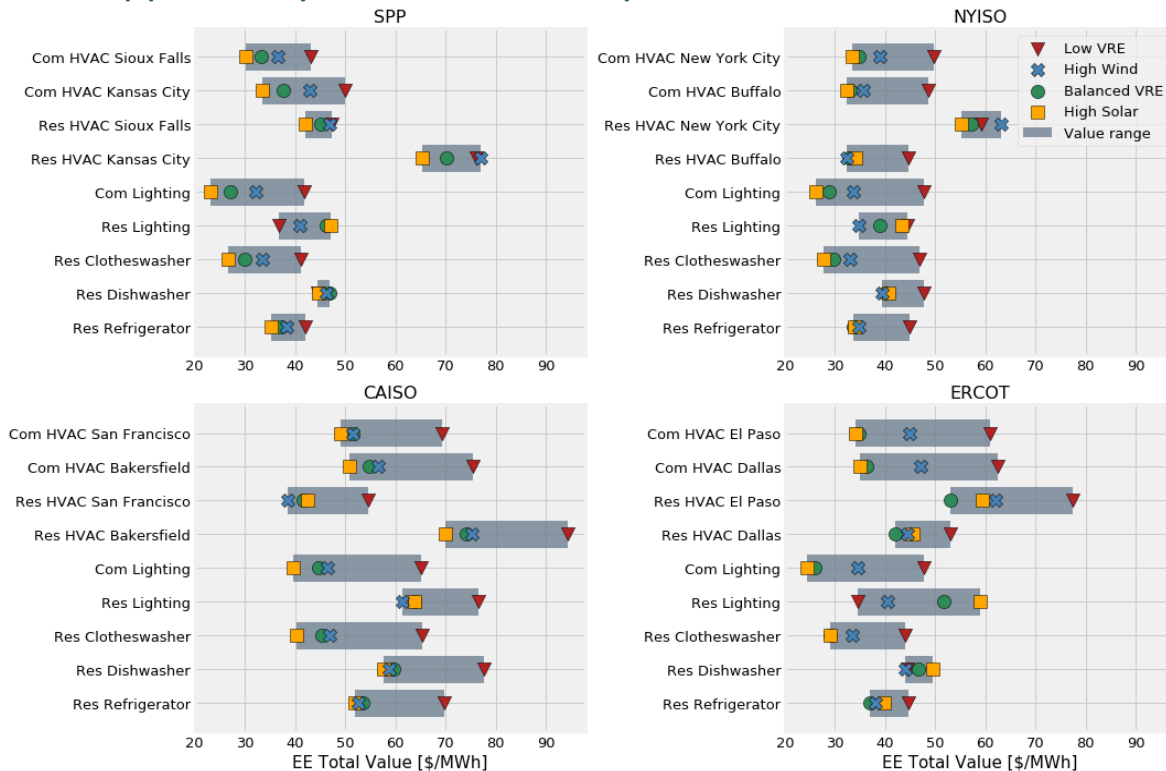 SPP
Com HVAC Sioux Falls
Com HVAC Kansas City
Res HVAC Sioux Falls
Res HVAC Kansas City
Com Lighting
Res Lighting
Res Clotheswasher
Res Dishwasher
Res Refrigerator
20 30 40 50 60 70 80 90
NYISO
Com HVAC New York City
Com HVAC Buffalo
Res HVAC New York City
Res HVAC Buffalo
Com Lighting
Res Lighting
Res Clotheswasher
Res Dishwasher
Res Refrigerator
20 30 40 50 60 70 80 90
Low VRE
High Wind
Balanced VRE
High Solar
Value range
CAISO
Com HVAC San Francisco
Com HVAC Bakersfield
Res HVAC San Francisco
Res HVAC Bakersfield
Com Lighting
Res Lighting
Res Clotheswasher
Res Dishwasher
Res Refrigerator
20 30 40 50 60 70 80 90
EE Total Value [$/MWh]
ERCOT
Com HVAC El Paso
Com HVAC Dallas
Res HVAC El Paso
Res HVAC Dallas
Com Lighting
Res Lighting
Res Clotheswasher
Res Dishwasher
Res Refrigerator
20 30 40 50 60 70 80 90
EE Total Value [$/MWh]